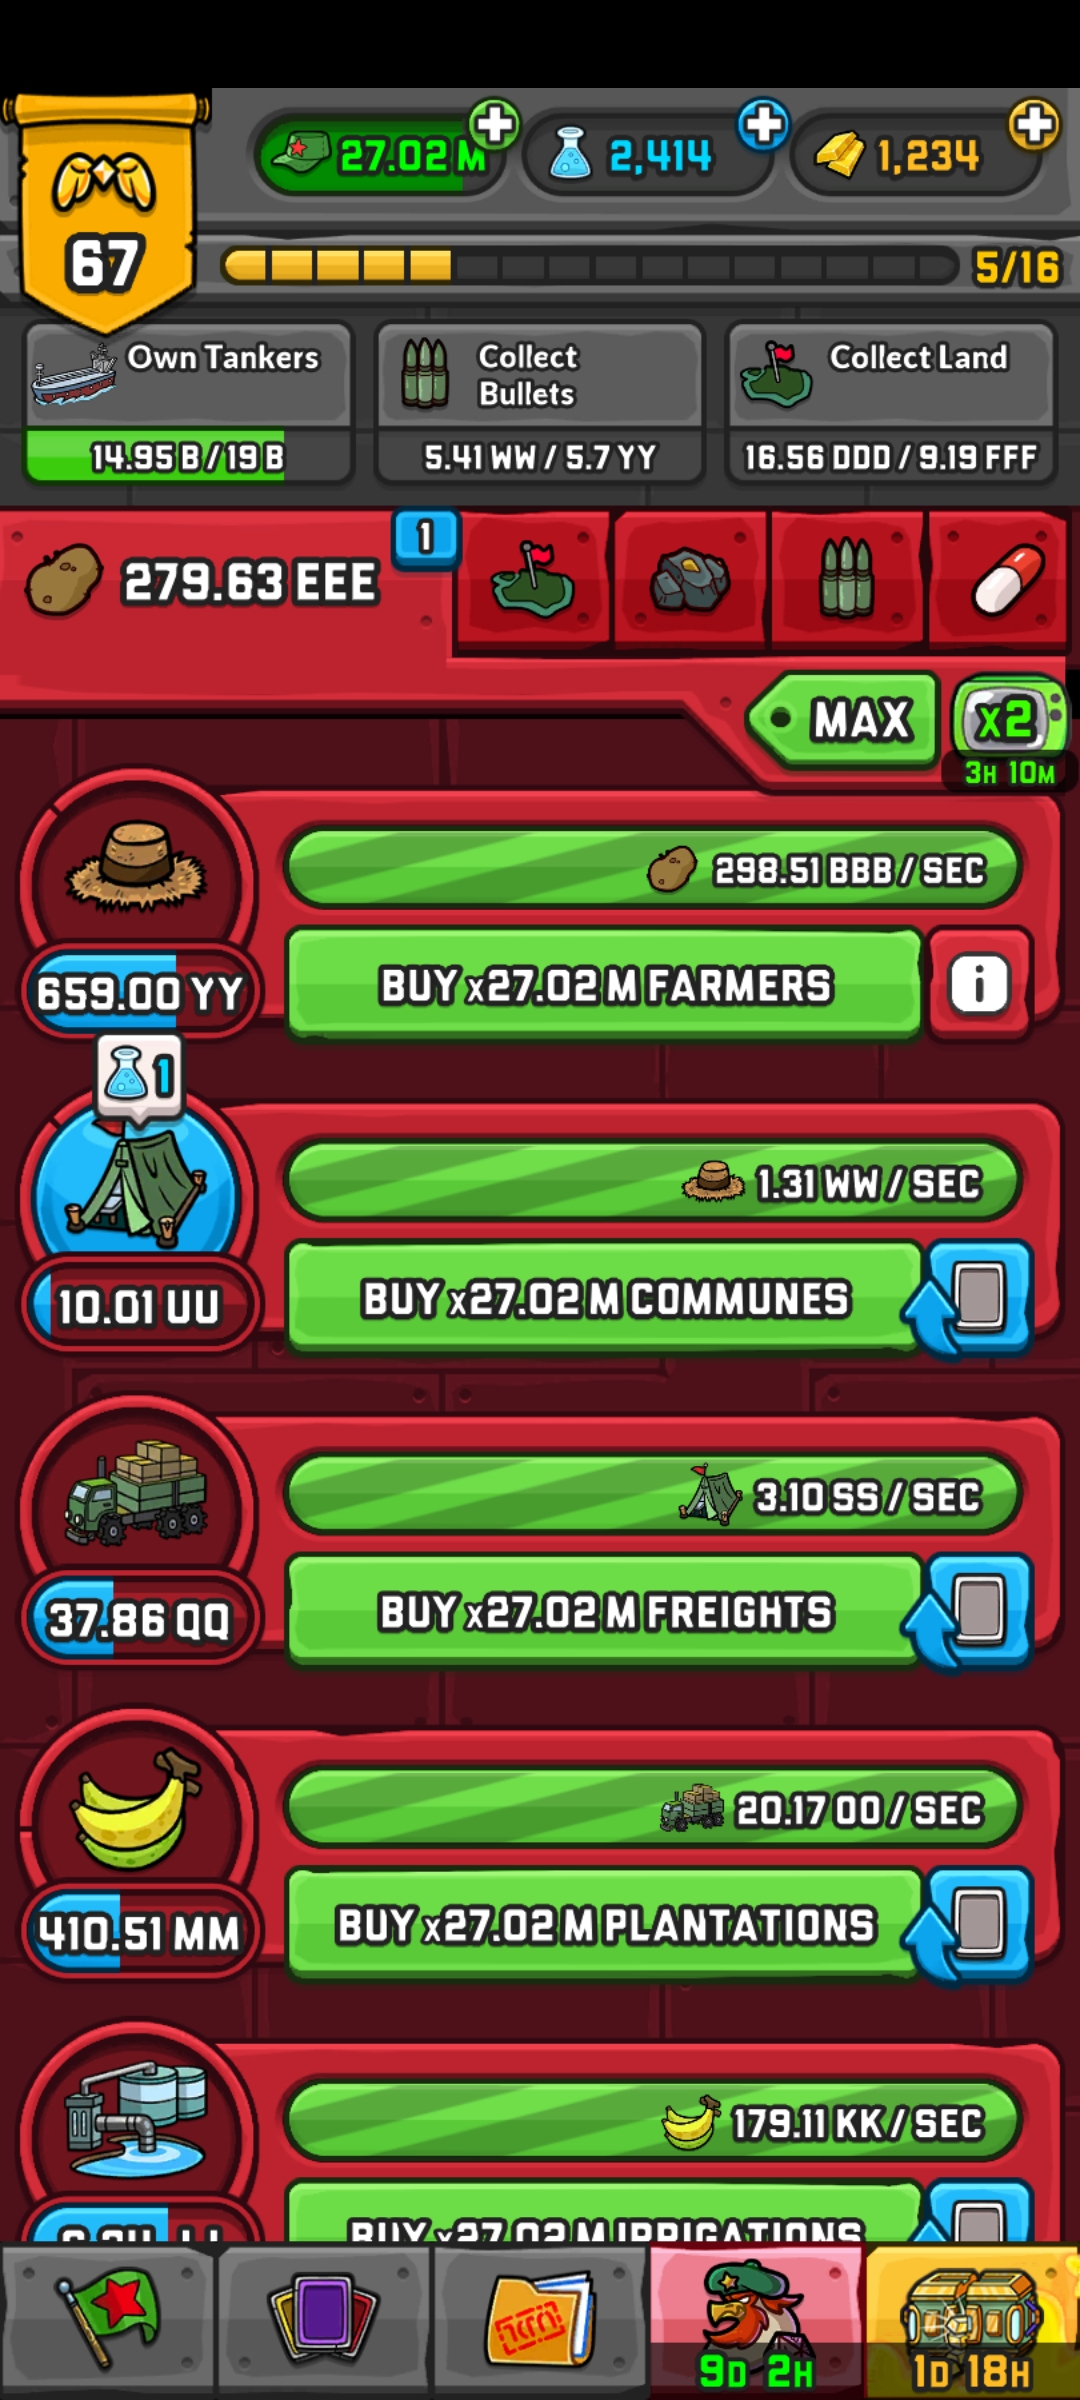 27.02 M
2,414
1,234
67
5/16
Own Tankers
Collect
Bullets
Collect Land
14.95 B / 19 B
5.41 WW / 5.7 YY
16.56 DDD / 9.19 FFF
279.63 EEE
1
MAX
x2
3H 10M
298.51 BBB / SEC
659.00 YY
BUY x27.02 M FARMERS
i
1
1.31 WW / SEC
10.01 UU
BUY x27.02 M COMMUNES
3.10 SS / SEC
37.86 QQ
BUY x27.02 M FREIGHTS
20.17 OO / SEC
410.51 MM
BUY x27.02 M PLANTATIONS
179.11 KK / SEC
BUY x27.02 M IRRIGATIONS
9D 2H
1D 18H